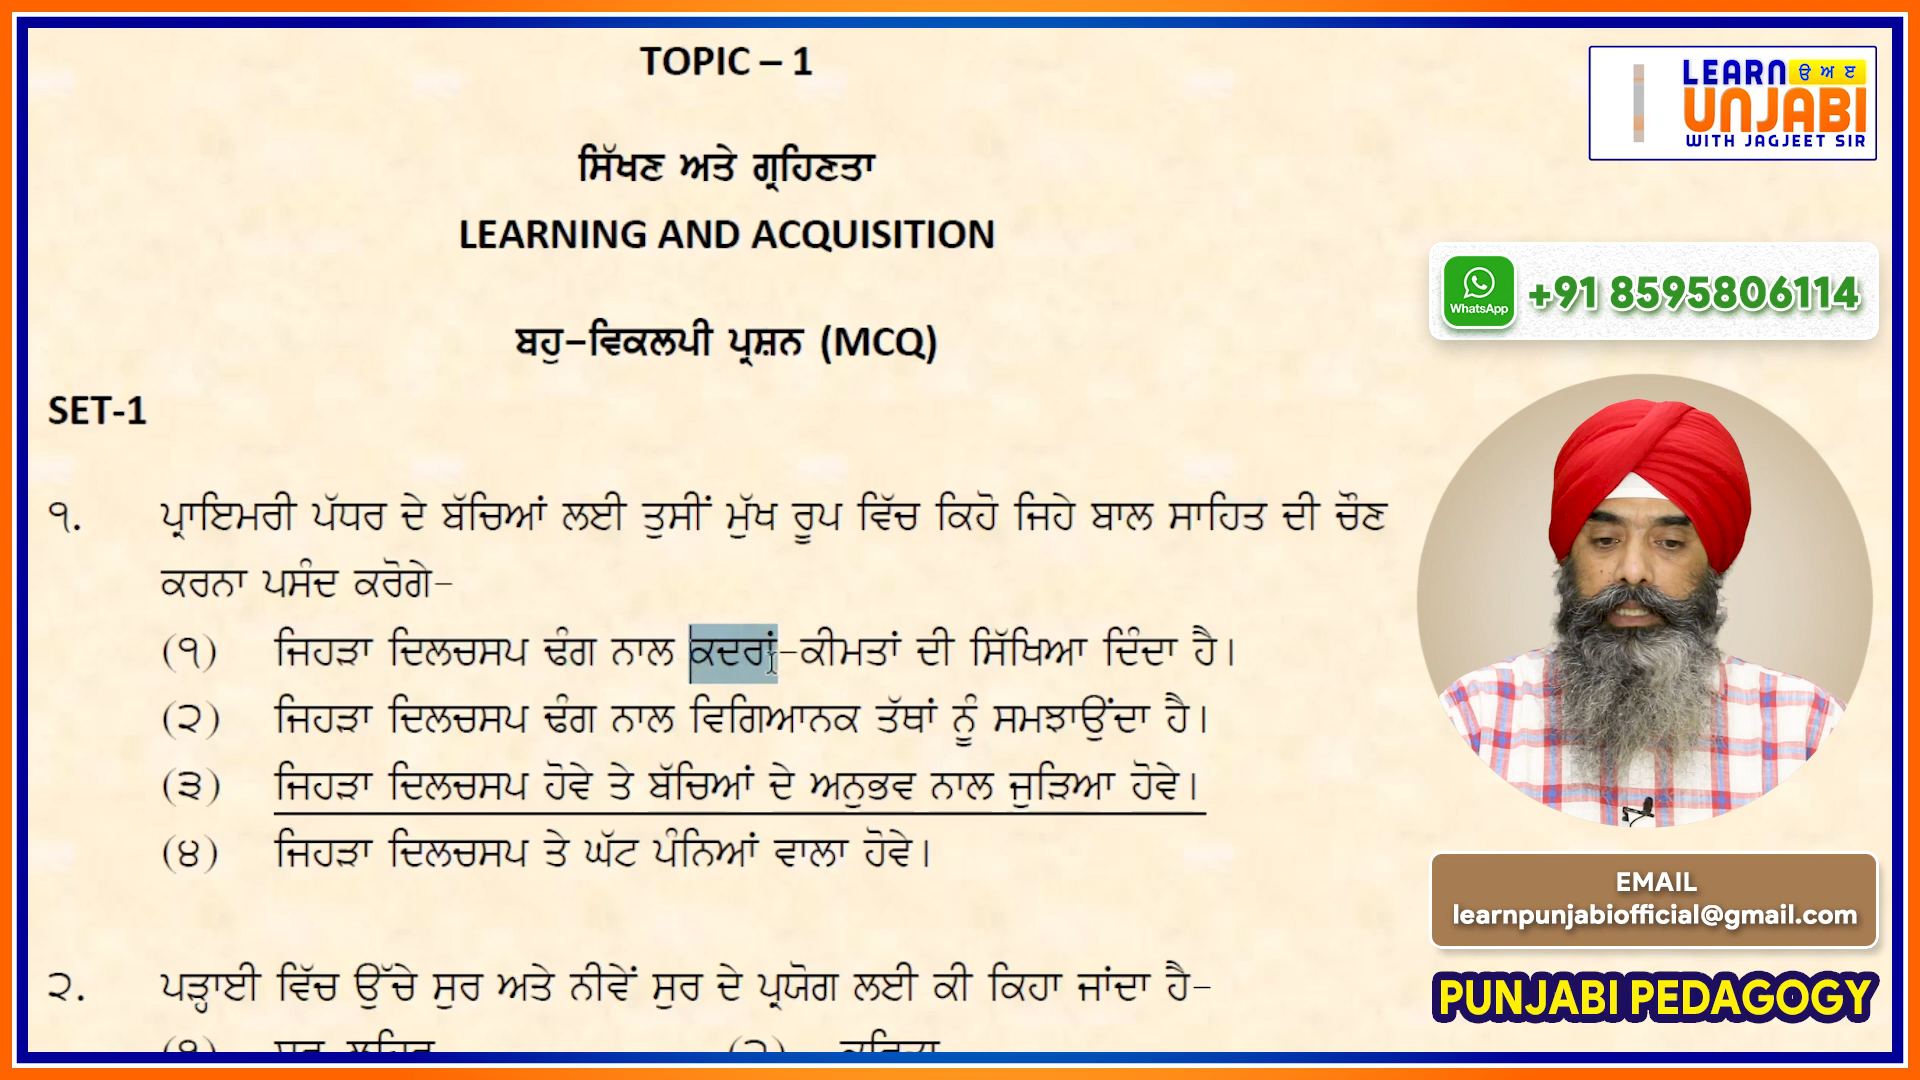 TOPIC – 1
ਸਿੱਖਣ ਅਤੇ ਗ੍ਰਹਿਣਤਾ
LEARNING AND ACQUISITION
ਬਹੁ-ਵਿਕਲਪੀ ਪ੍ਰਸ਼ਨ (MCQ)
SET-1
੧. ਪ੍ਰਾਇਮਰੀ ਪੱਧਰ ਦੇ ਬੱਚਿਆਂ ਲਈ ਤੁਸੀਂ ਮੁੱਖ ਰੂਪ ਵਿੱਚ ਕਿਹੋ ਜਿਹੇ ਬਾਲ ਸਾਹਿਤ ਦੀ ਚੌਣ
ਕਰਨਾ ਪਸੰਦ ਕਰੋਗੇ-
(੧) ਜਿਹੜਾ ਦਿਲਚਸਪ ਢੰਗ ਨਾਲ ਕਦਰਾਂ-ਕੀਮਤਾਂ ਦੀ ਸਿੱਖਿਆ ਦਿੰਦਾ ਹੈ।
(੨) ਜਿਹੜਾ ਦਿਲਚਸਪ ਢੰਗ ਨਾਲ ਵਿਗਿਆਨਕ ਤੱਥਾਂ ਨੂੰ ਸਮਝਾਉਂਦਾ ਹੈ।
(੩) ਜਿਹੜਾ ਦਿਲਚਸਪ ਹੋਵੇ ਤੇ ਬੱਚਿਆਂ ਦੇ ਅਨੁਭਵ ਨਾਲ ਜੁੜਿਆ ਹੋਵੇ।
(੪) ਜਿਹੜਾ ਦਿਲਚਸਪ ਤੇ ਘੱਟ ਪੰਨਿਆਂ ਵਾਲਾ ਹੋਵੇ।
੨. ਪੜ੍ਹਾਈ ਵਿੱਚ ਉੱਚੇ ਸੁਰ ਅਤੇ ਨੀਵੇਂ ਸੁਰ ਦੇ ਪ੍ਰਯੋਗ ਲਈ ਕੀ ਕਿਹਾ ਜਾਂਦਾ ਹੈ-
LEARN ੳ ਅ ੲ
UNJABI
WITH JAGJEET SIR
WhatsApp
+91 8595806114
EMAIL
learnpunjabiofficial@gmail.com
PUNJABI PEDAGOGY